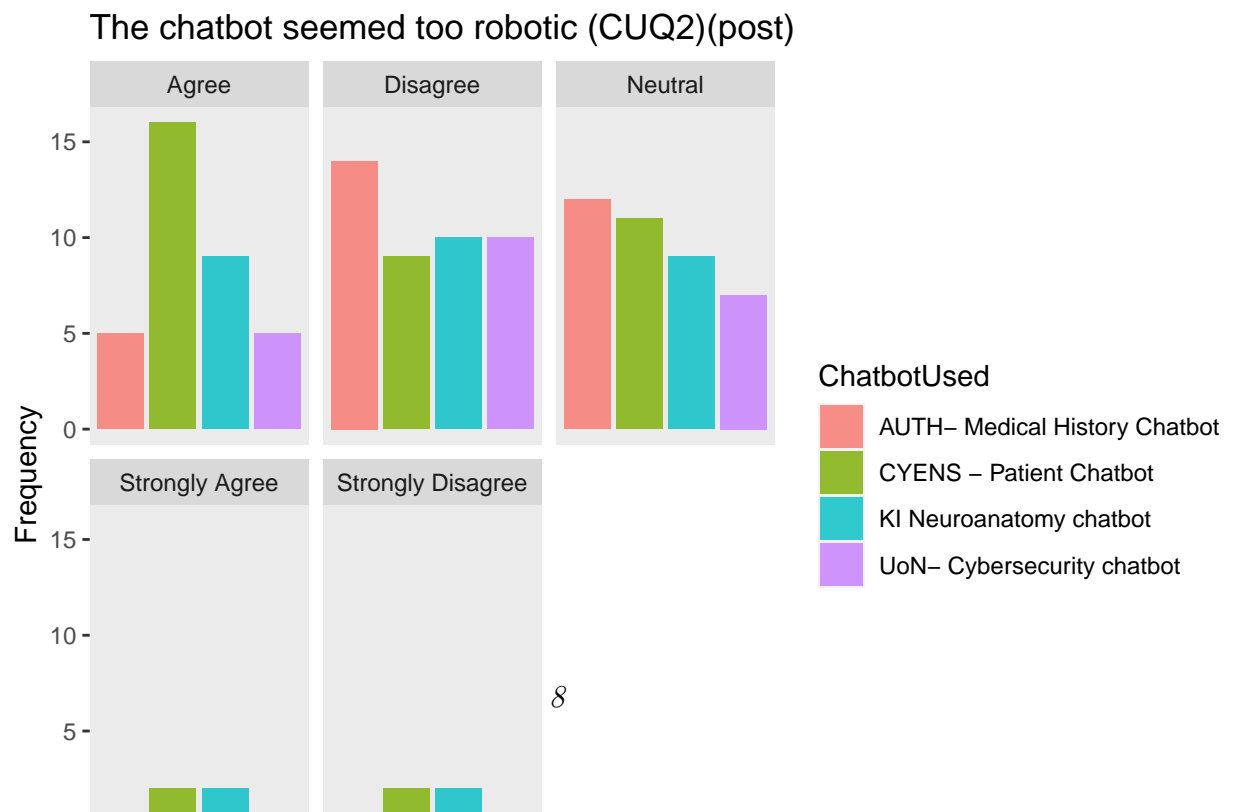 The chatbot seemed too robotic (CUQ2)(post)
Agree
Disagree
Neutral
15
10
5
0
Frequency
Strongly Agree
Strongly Disagree
15
10
5
8
ChatbotUsed
AUTH− Medical History Chatbot
CYENS − Patient Chatbot
KI Neuroanatomy chatbot
UoN− Cybersecurity chatbot